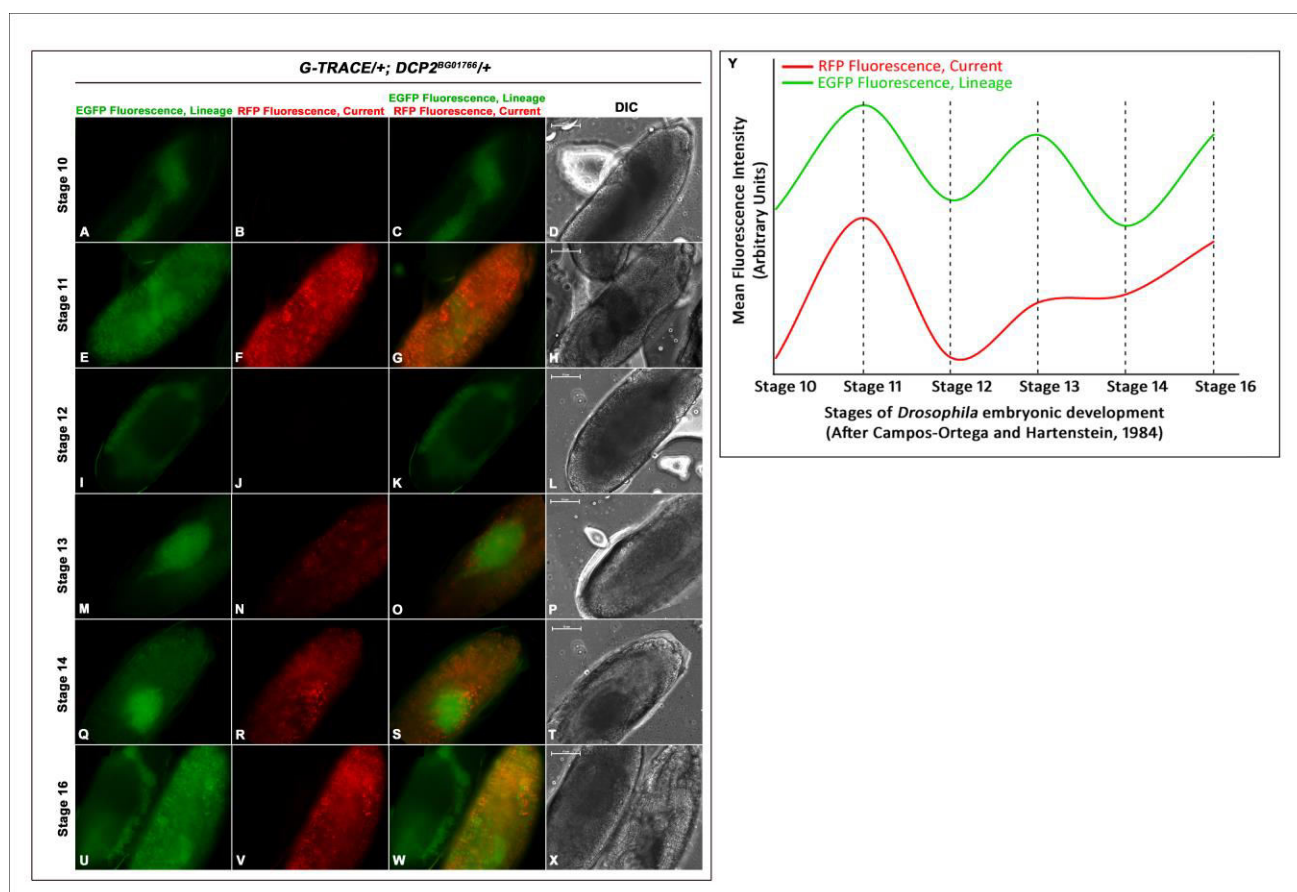 G-TRACE/+; DCP2BG01766/+
EGFP Fluorescence, Lineage
RFP Fluorescence, Current
EGFP Fluorescence, Lineage
RFP Fluorescence, Current
DIC
Stage 10
A
B
C
D
Stage 11
E
F
G
H
Stage 12
I
J
K
L
Stage 13
M
N
O
P
Stage 14
Q
R
S
T
Stage 16
U
V
W
X
Y
RFP Fluorescence, Current
EGFP Fluorescence, Lineage
Mean Fluorescence Intensity
(Arbitrary Units)
Stage 10 Stage 11 Stage 12 Stage 13 Stage 14 Stage 16
Stages of Drosophila embryonic development
(After Campos-Ortega and Hartenstein, 1984)